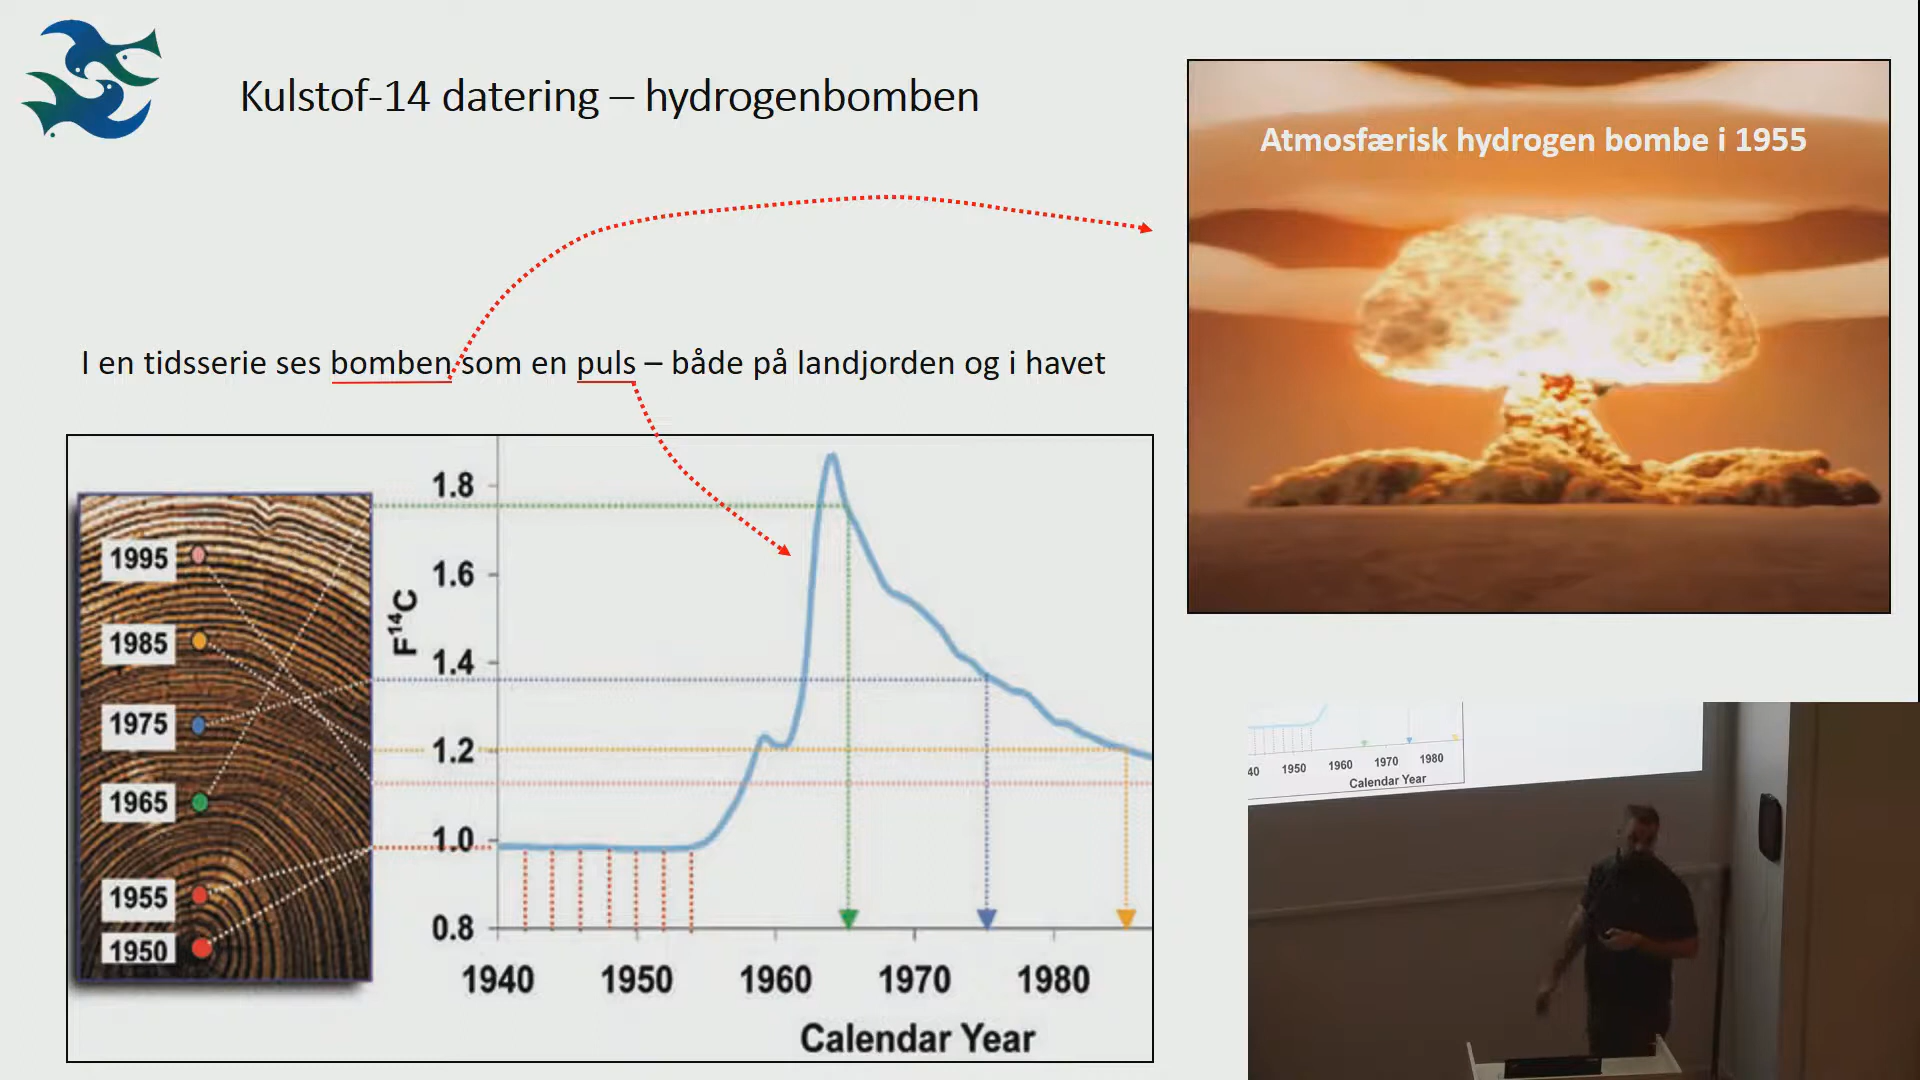 Kulstof-14 datering – hydrogenbomben
Atmosfærisk hydrogen bombe i 1955
I en tidsserie ses bomben som en puls – både på landjorden og i havet
1995
1985
1975
1965
1955
1950
F¹⁴C
1.8
1.6
1.4
1.2
1.0
0.8
1940 1950 1960 1970 1980
Calendar Year
40 1950 1960 1970 1980
Calendar Year